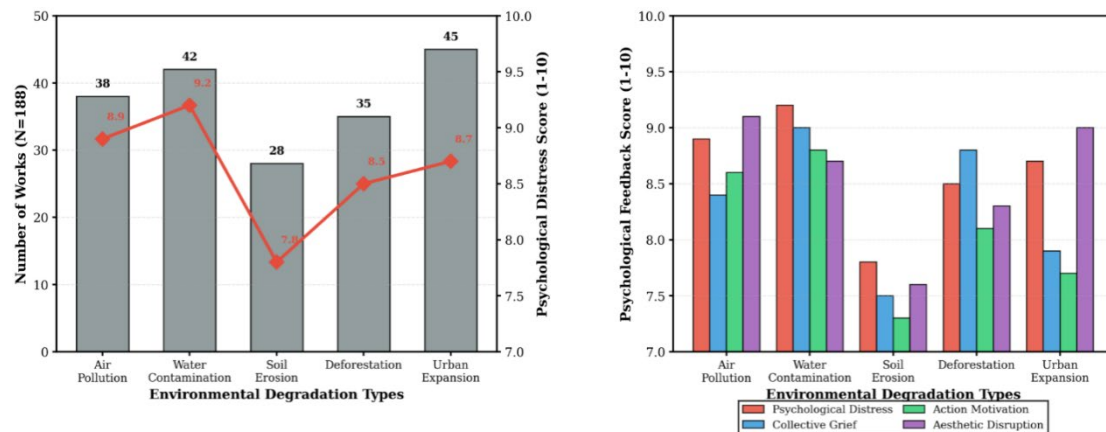 50
40
30
20
10
0
Number of Works (N=188)
38
42
28
35
45
8.9
9.2
7.8
8.5
8.7
10.0
9.5
9.0
8.5
8.0
7.5
7.0
Psychological Distress Score (1-10)
Air
Pollution
Water
Contamination
Soil
Erosion
Deforestation
Urban
Expansion
Environmental Degradation Types
10.0
9.5
9.0
8.5
8.0
7.5
7.0
Psychological Feedback Score (1-10)
Air
Pollution
Water
Contamination
Soil
Erosion
Deforestation
Urban
Expansion
Environmental Degradation Types
Psychological Distress
Action Motivation
Collective Grief
Aesthetic Disruption